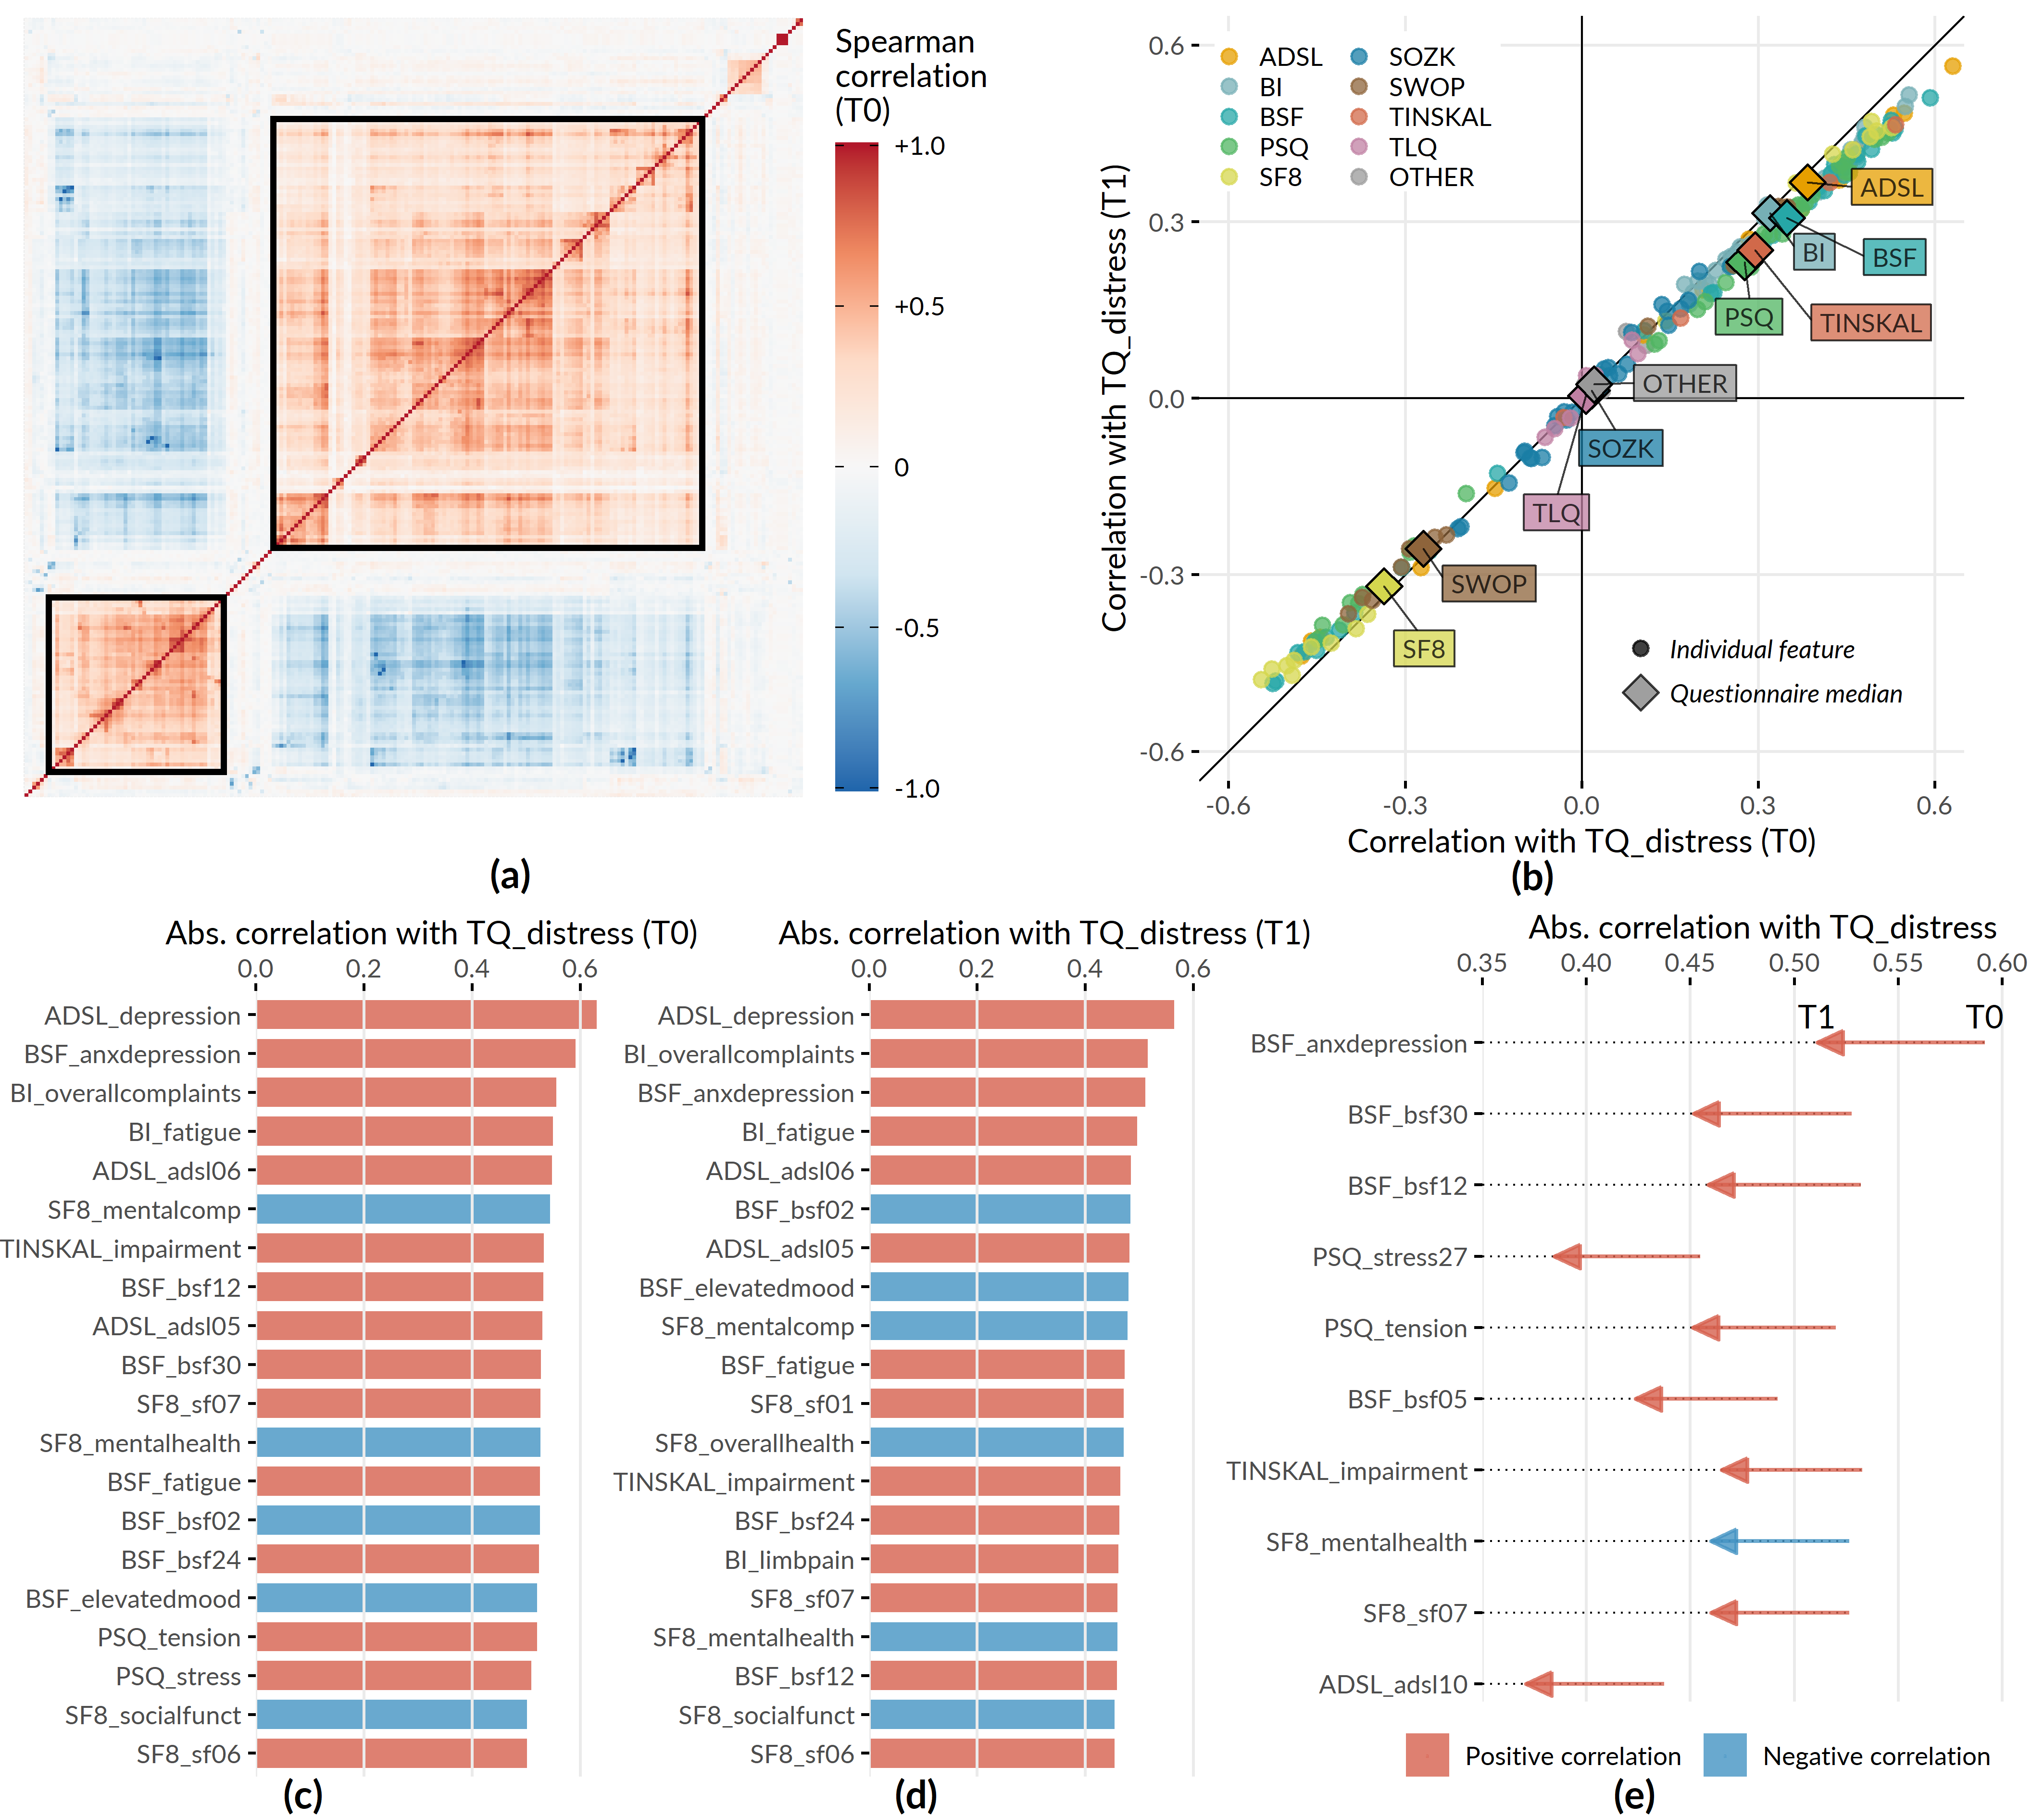 Spearman
correlation
(T0)
+1.0
+0.5
0
-0.5
-1.0
(a)
Correlation with TQ_distress (T1)
0.6
0.3
0.0
-0.3
-0.6
ADSL
BI
BSF
PSQ
SF8
SOZK
SWOP
TINSKAL
TLQ
OTHER
ADSL
BI
BSF
PSQ
TINSKAL
OTHER
SOZK
TLQ
SWOP
SF8
Individual feature
Questionnaire median
-0.6
-0.3
0.0
0.3
0.6
Correlation with TQ_distress (T0)
(b)
Abs. correlation with TQ_distress (T0)
0.0 0.2 0.4 0.6
ADSL_depression
BSF_anxdepression
BI_overallcomplaints
BI_fatigue
ADSL_adsl06
SF8_mentalcomp
TINSKAL_impairment
BSF_bsf12
ADSL_adsl05
BSF_bsf30
SF8_sf07
SF8_mentalhealth
BSF_fatigue
BSF_bsf02
BSF_bsf24
BSF_elevatedmood
PSQ_tension
PSQ_stress
SF8_socialfunct
SF8_sf06
(c)
Abs. correlation with TQ_distress (T1)
0.0 0.2 0.4 0.6
ADSL_depression
BI_overallcomplaints
BSF_anxdepression
BI_fatigue
ADSL_adsl06
BSF_bsf02
ADSL_adsl05
BSF_elevatedmood
SF8_mentalcomp
BSF_fatigue
SF8_sf01
SF8_overallhealth
TINSKAL_impairment
BSF_bsf24
BI_limbpain
SF8_sf07
SF8_mentalhealth
BSF_bsf12
SF8_socialfunct
SF8_sf06
(d)
Abs. correlation with TQ_distress
0.35 0.40 0.45 0.50 0.55 0.60
T1 T0
BSF_anxdepression
BSF_bsf30
BSF_bsf12
PSQ_stress27
PSQ_tension
BSF_bsf05
TINSKAL_impairment
SF8_mentalhealth
SF8_sf07
ADSL_adsl10
Positive correlation
Negative correlation
(e)